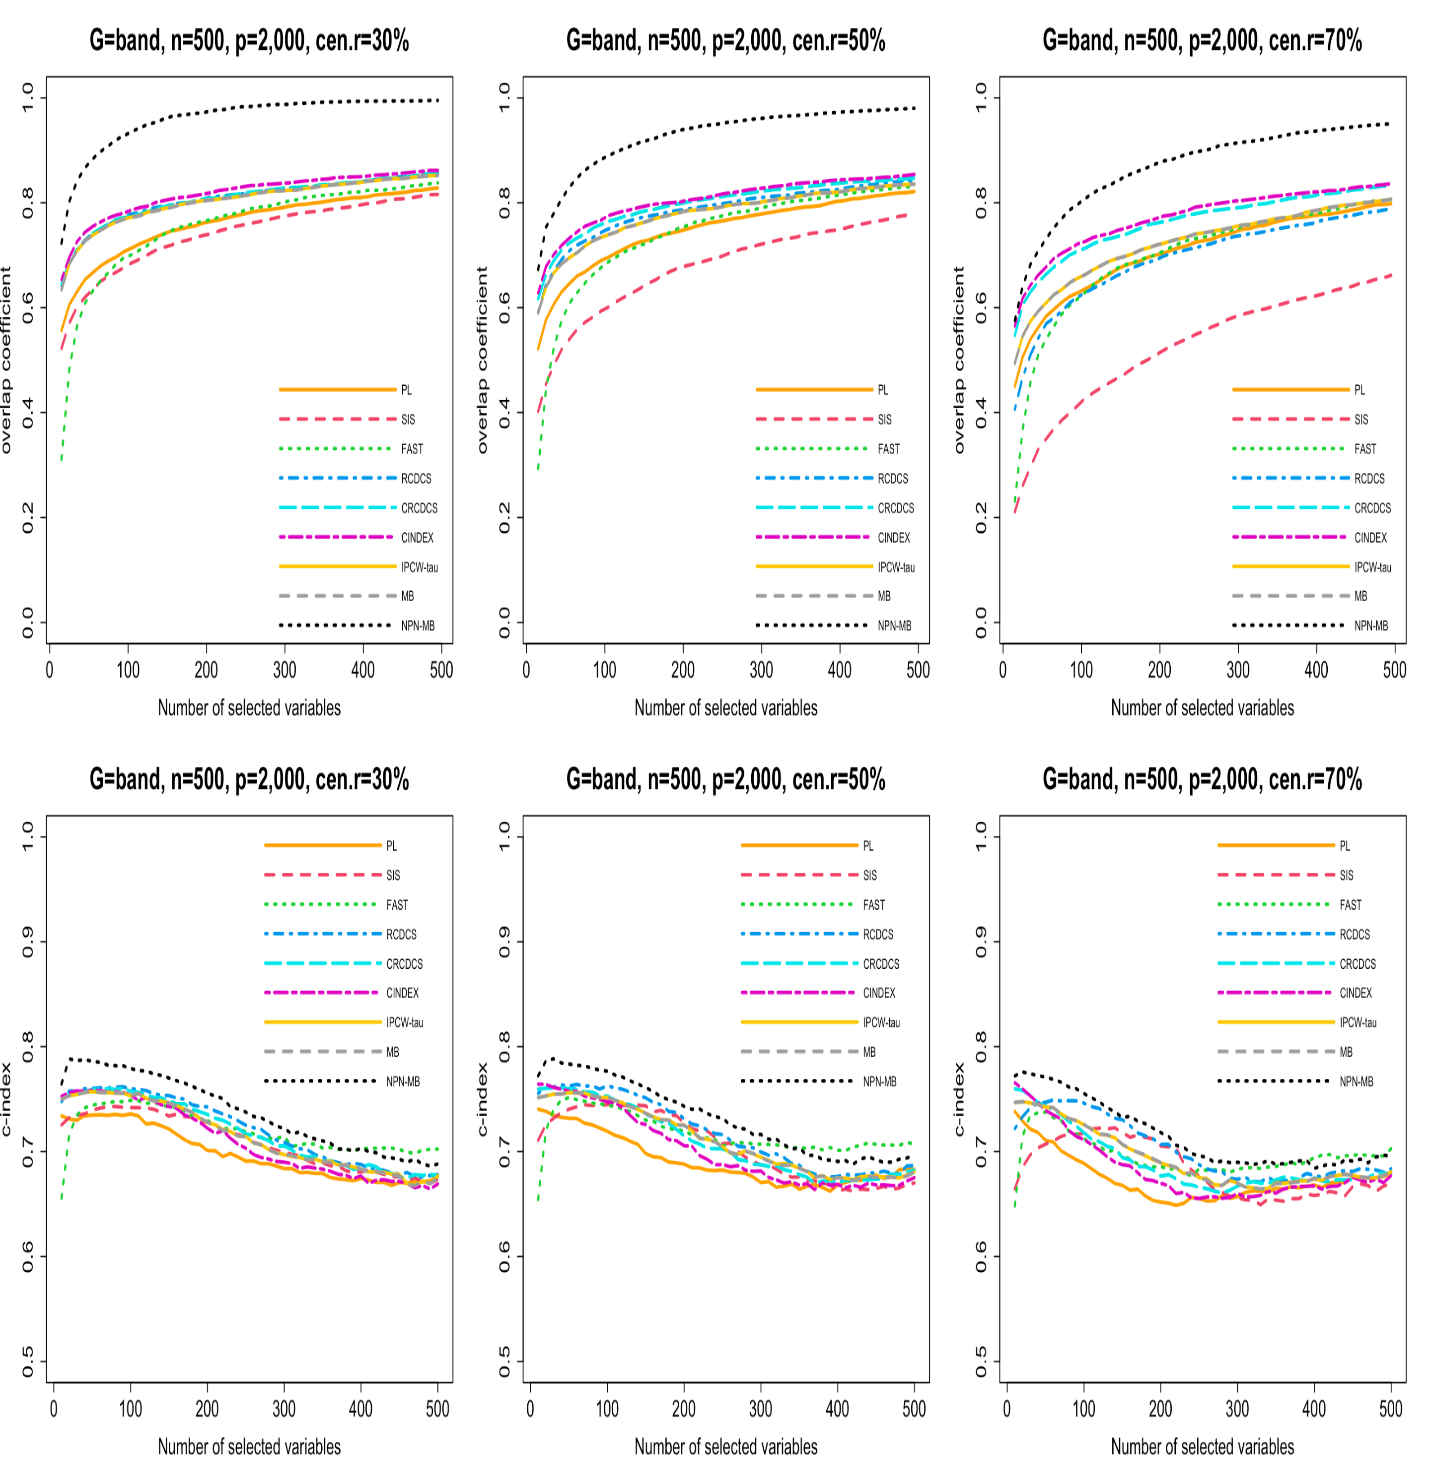 G=band, n=500, p=2,000, cen.r=30%
overlap coefficient
1.0
0.8
0.6
0.4
0.2
0.0
PL
SIS
FAST
RCDCS
CRCDCS
CINDEX
IPCW-tau
MB
NPN-MB
0 100 200 300 400 500
Number of selected variables
G=band, n=500, p=2,000, cen.r=50%
overlap coefficient
1.0
0.8
0.6
0.4
0.2
0.0
PL
SIS
FAST
RCDCS
CRCDCS
CINDEX
IPCW-tau
MB
NPN-MB
0 100 200 300 400 500
Number of selected variables
G=band, n=500, p=2,000, cen.r=70%
overlap coefficient
1.0
0.8
0.6
0.4
0.2
0.0
PL
SIS
FAST
RCDCS
CRCDCS
CINDEX
IPCW-tau
MB
NPN-MB
0 100 200 300 400 500
Number of selected variables
G=band, n=500, p=2,000, cen.r=30%
c-index
1.0
0.9
0.8
0.7
0.6
0.5
PL
SIS
FAST
RCDCS
CRCDCS
CINDEX
IPCW-tau
MB
NPN-MB
0 100 200 300 400 500
Number of selected variables
G=band, n=500, p=2,000, cen.r=50%
c-index
1.0
0.9
0.8
0.7
0.6
0.5
PL
SIS
FAST
RCDCS
CRCDCS
CINDEX
IPCW-tau
MB
NPN-MB
0 100 200 300 400 500
Number of selected variables
G=band, n=500, p=2,000, cen.r=70%
c-index
1.0
0.9
0.8
0.7
0.6
0.5
PL
SIS
FAST
RCDCS
CRCDCS
CINDEX
IPCW-tau
MB
NPN-MB
0 100 200 300 400 500
Number of selected variables